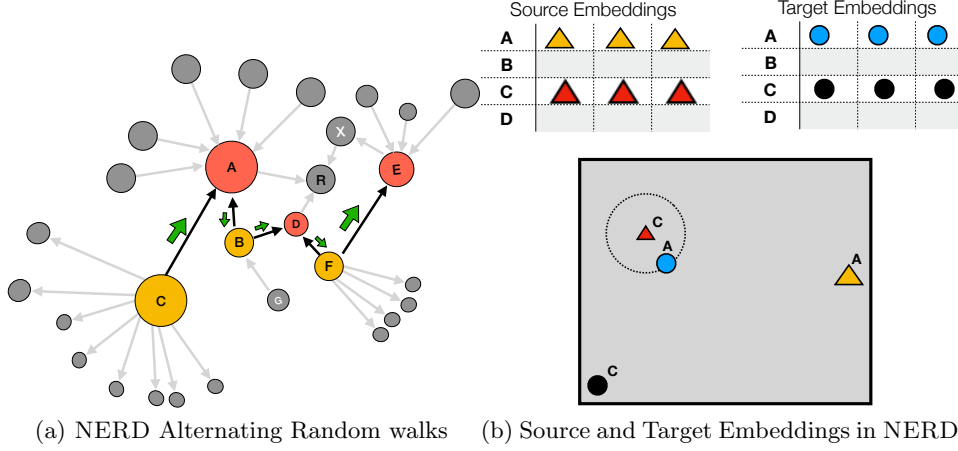 X
A
E
R
D
B
F
C
G
(a) NERD Alternating Random walks
Source Embeddings
A
B
C
D
Target Embeddings
A
B
C
D
C
A
A
C
(b) Source and Target Embeddings in NERD